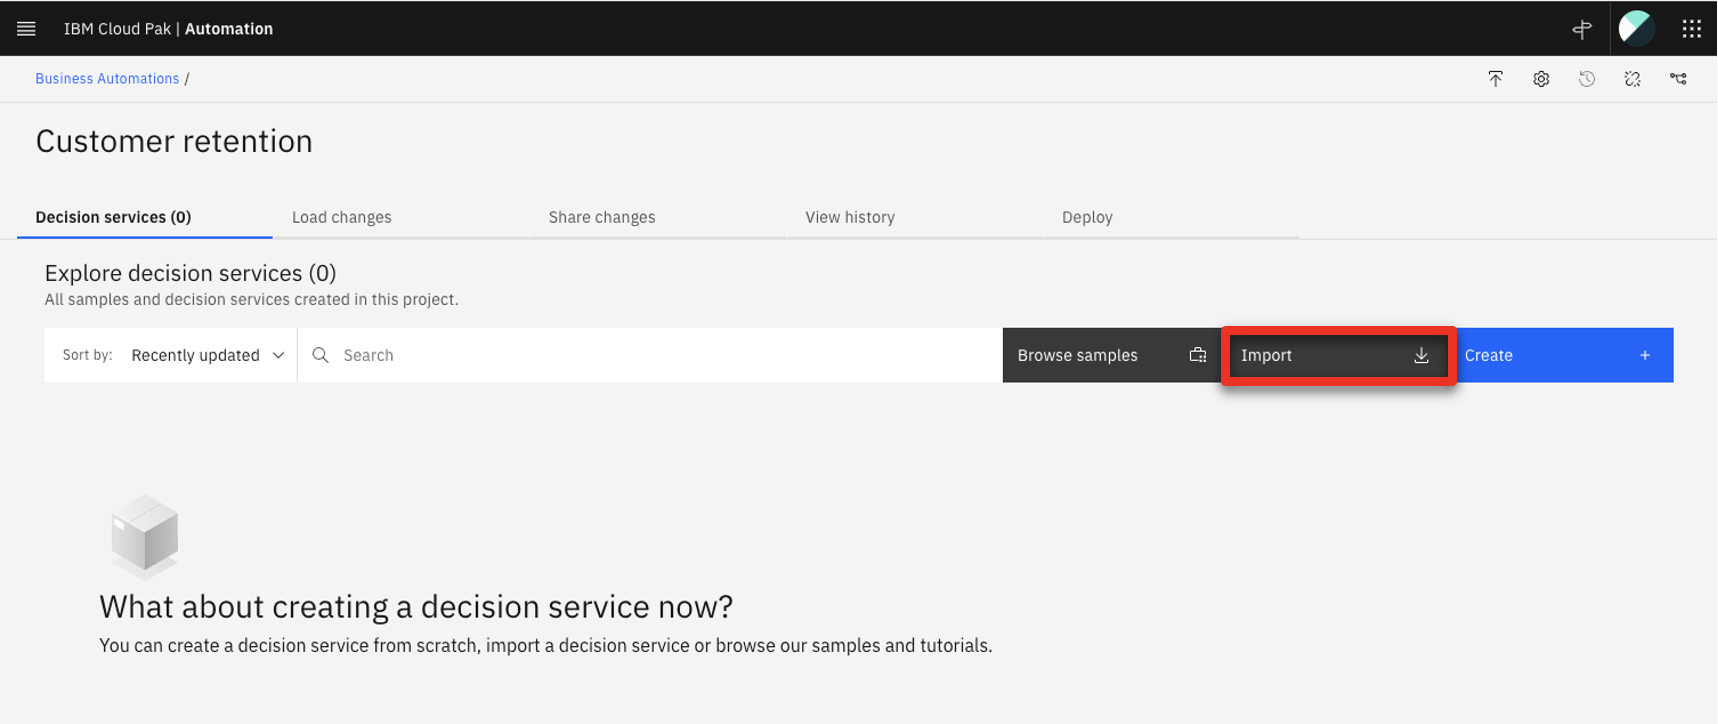 IBM Cloud Pak | Automation
Business Automations /
Customer retention
Decision services (0) Load changes Share changes View history Deploy
Explore decision services (0)
All samples and decision services created in this project.
Sort by: Recently updated Search Browse samples Import Create +
What about creating a decision service now?
You can create a decision service from scratch, import a decision service or browse our samples and tutorials.